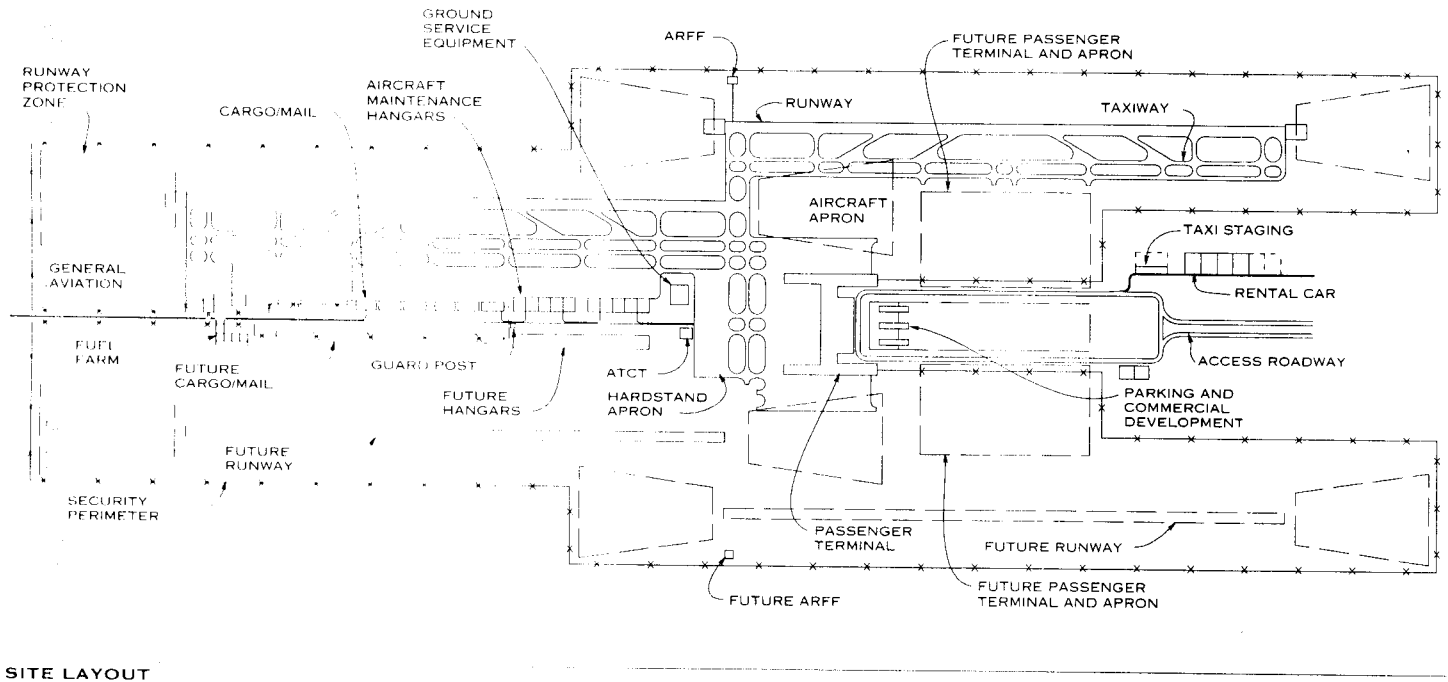 GROUND
SERVICE
EQUIPMENT
ARFF
FUTURE PASSENGER
TERMINAL AND APRON
RUNWAY
PROTECTION
ZONE
CARGO/MAIL
AIRCRAFT
MAINTENANCE
HANGARS
RUNWAY
TAXIWAY
AIRCRAFT
APRON
TAXI STAGING
GENERAL
AVIATION
RENTAL CAR
FUEL
FARM
FUTURE
CARGO/MAIL
GUARD POST
FUTURE
HANGARS
ATCT
HARDSTAND
APRON
ACCESS ROADWAY
PARKING AND
COMMERCIAL
DEVELOPMENT
FUTURE
RUNWAY
SECURITY
PERIMETER
PASSENGER
TERMINAL
FUTURE RUNWAY
FUTURE ARFF
FUTURE PASSENGER
TERMINAL AND APRON
SITE LAYOUT